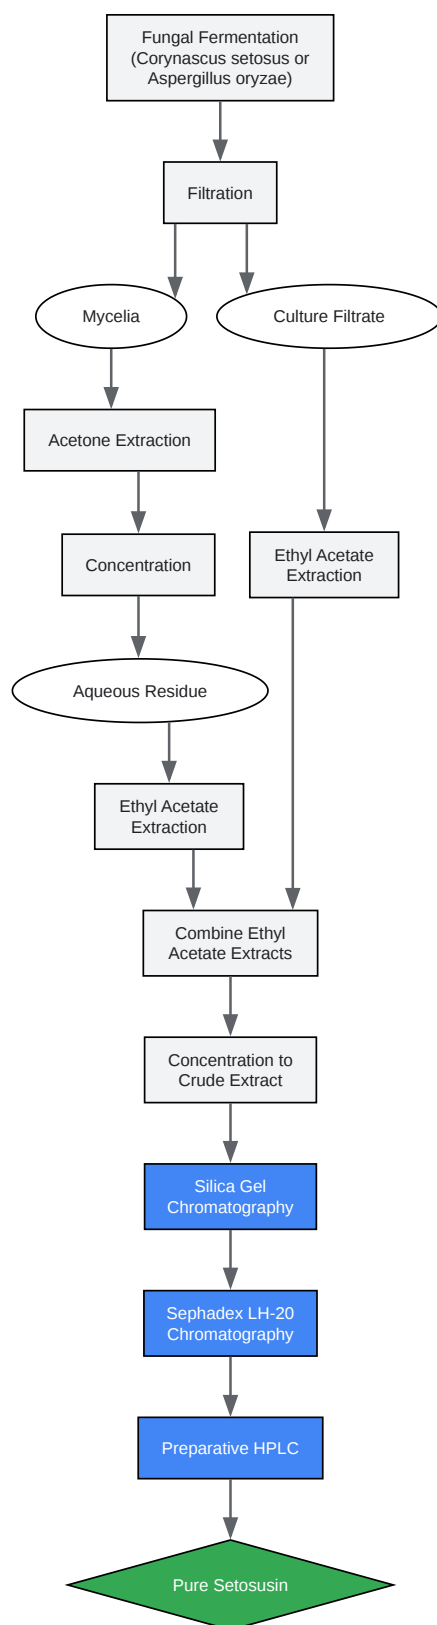 Fungal Fermentation
(Corynascus setosus or
Aspergillus oryzae)
Filtration
Mycelia
Culture Filtrate
Acetone Extraction
Concentration
Ethyl Acetate
Extraction
Aqueous Residue
Ethyl Acetate
Extraction
Combine Ethyl
Acetate Extracts
Concentration to
Crude Extract
Silica Gel
Chromatography
Sephadex LH-20
Chromatography
Preparative HPLC
Pure Setosusin